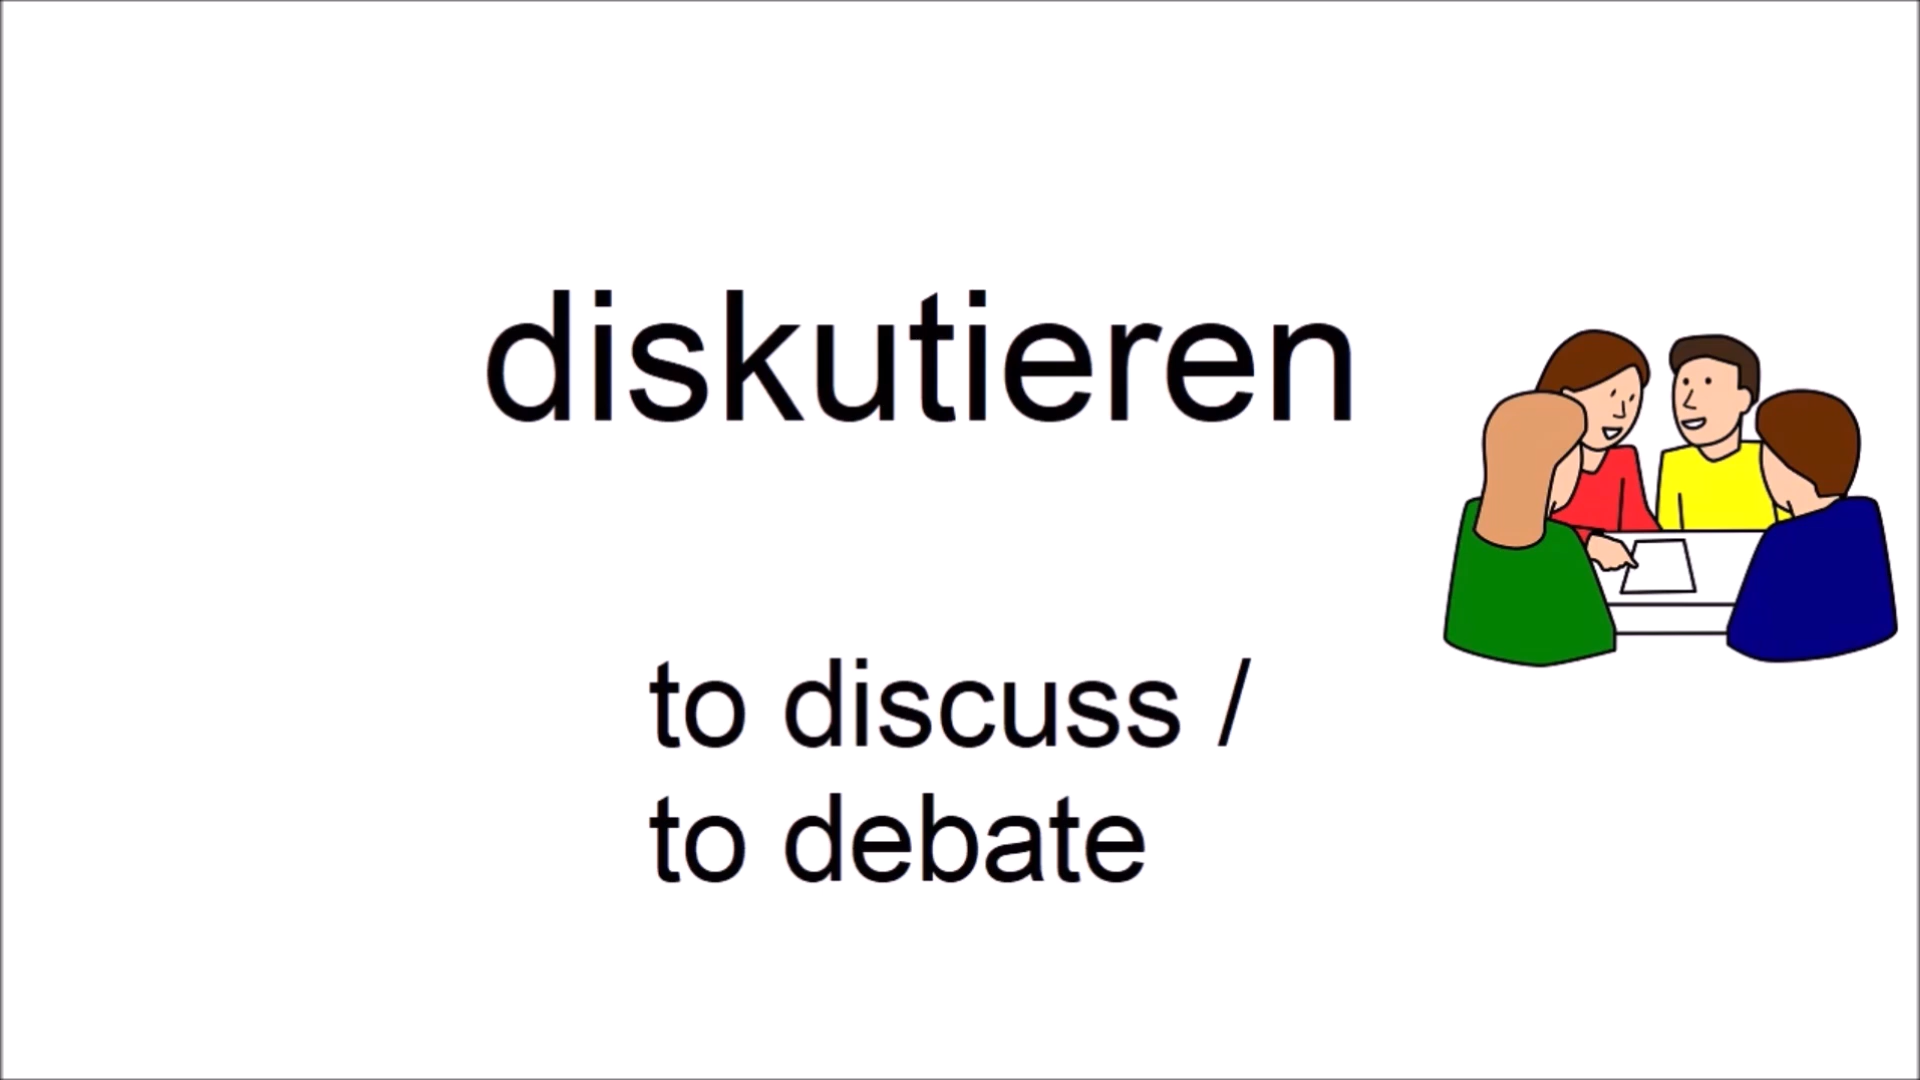 diskutieren
to discuss /
to debate